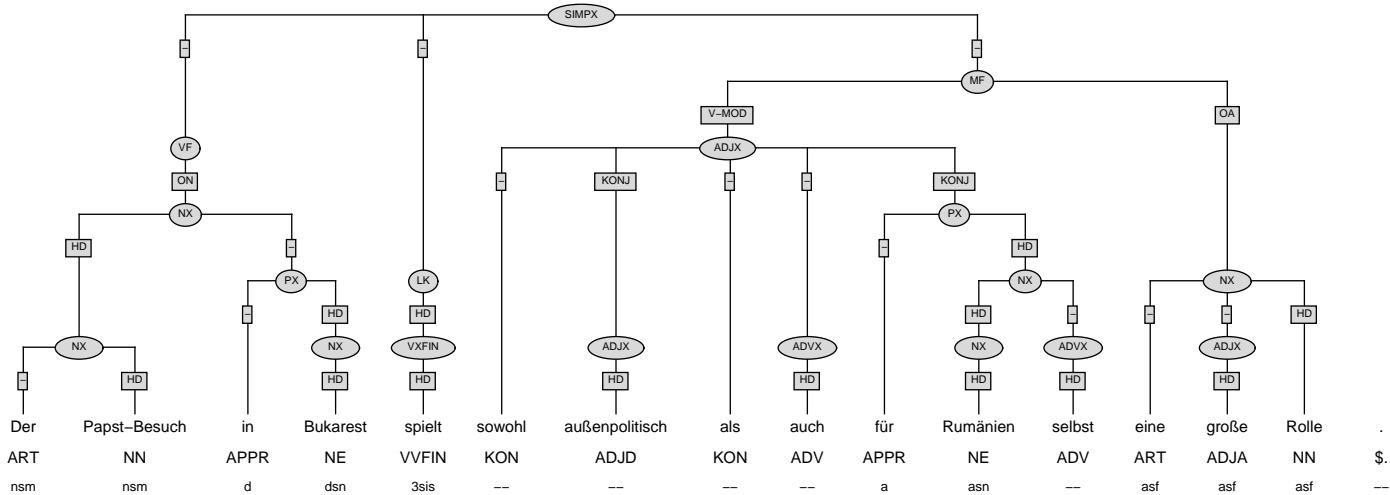 SIMPX
– – –
MF
V–MOD OA
VF ADJX
ON – KONJ – – KONJ
NX PX
HD – – HD
PX LK NX NX
– HD HD HD – – – HD
NX NX VXFIN ADJX ADVX NX ADVX ADJX
– HD HD HD HD HD HD HD HD
Der Papst–Besuch in Bukarest spielt sowohl außenpolitisch als auch für Rumänien selbst eine große Rolle .
ART NN APPR NE VVFIN KON ADJD KON ADV APPR NE ADV ART ADJA NN $.
nsm nsm d dsn 3sis –– –– –– –– a asn –– asf asf asf ––